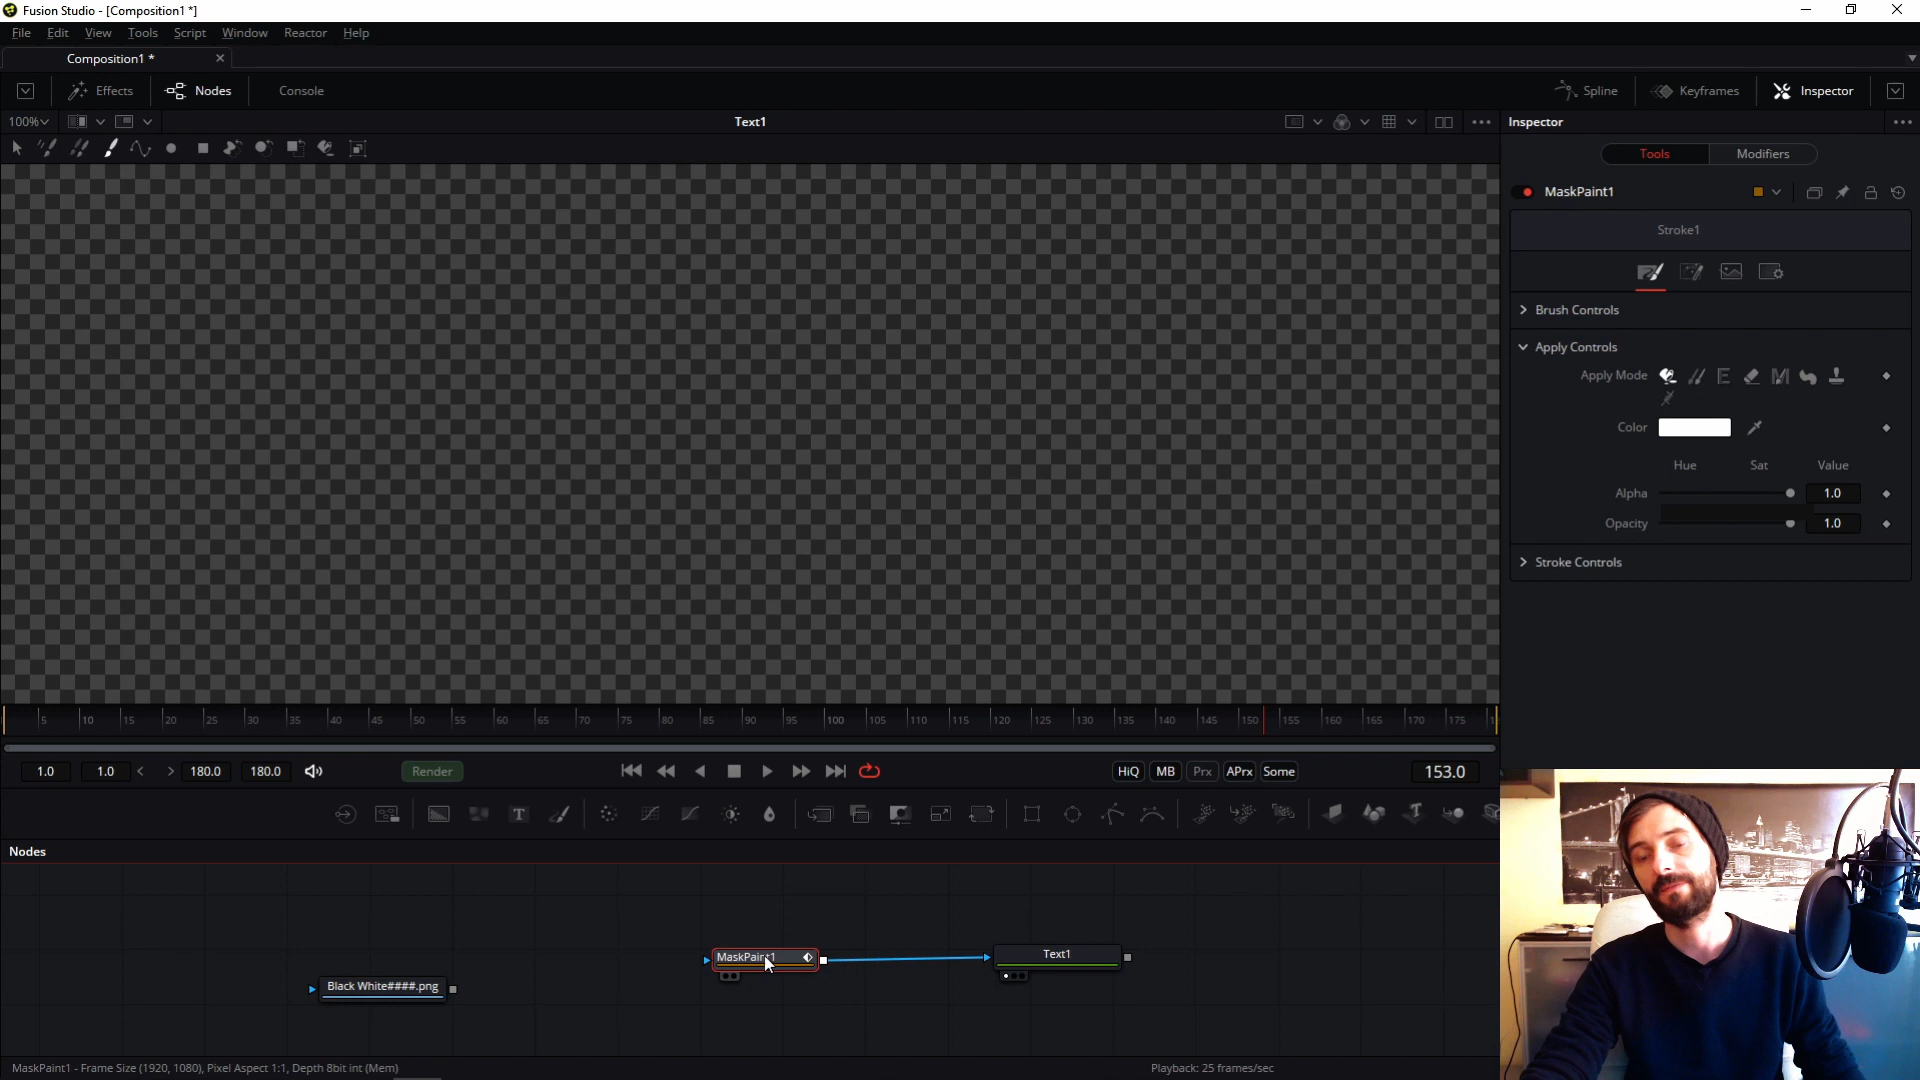 Fusion Studio - [Composition1 *]
File Edit View Tools Script Window Reactor Help
Composition1 *
Effects Nodes Console Spline Keyframes Inspector
100% Text1 Inspector
Tools Modifiers
MaskPaint1
Stroke1
Brush Controls
Apply Controls
Apply Mode
Color
Hue Sat Value
Alpha 1.0
Opacity 1.0
Stroke Controls
5 10 15 20 25 30 35 40 45 50 55 60 65 70 75 80 85 90 95 100 105 110 115 120 125 130 135 140 145 150 155 160 165 170 175
1.0 1.0 < > 180.0 180.0 Render HiQ MB Prx APrx Some 153.0
Nodes
MaskPaint1 Text1
Black White####.png
MaskPaint1 - Frame Size (1920, 1080), Pixel Aspect 1:1, Depth 8bit int (Mem) Playback: 25 frames/sec